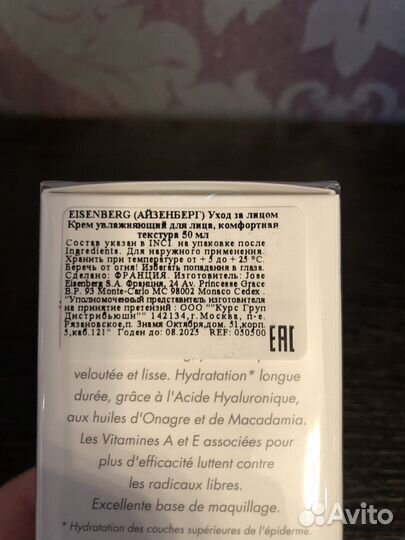 EISENBERG (АЙЗЕНБЕРГ) Уход за лицом
Крем увлажняющий для лица, комфортная
текстура 50 мл
Состав указан в INCI на упаковке после
Ingredients. Для наружного применения.
Хранить при температуре от + 5 до + 25 °C.
Беречь от огня! Избегать попадания в глаза.
Сделано: ФРАНЦИЯ. Изготовитель: Jose
Eisenberg S.A. Франция, 24 Av. Princesse Grace
B.P. 93 Monte-Carlo MC 98002 Monaco Cedex.
"Уполномоченный представитель изготовителя
на принятие претензий : ООО ""Курс Груп
Дистрибьюшн"" 142134, г.Москва, п-е.
Рязановское, п. Знамя Октября, дом. 51, корп.
5, каб.121" Годен до: 08.2023 REF: 030500
EAC
veloutée et lisse. Hydratation* longue
durée, grâce à l'Acide Hyaluronique,
aux huiles d'Onagre et de Macadamia.
Les Vitamines A et E associées pour
plus d'efficacité luttent contre
les radicaux libres.
Excellente base de maquillage.
* Hydratation des couches supérieures de l'épiderme.
Avito